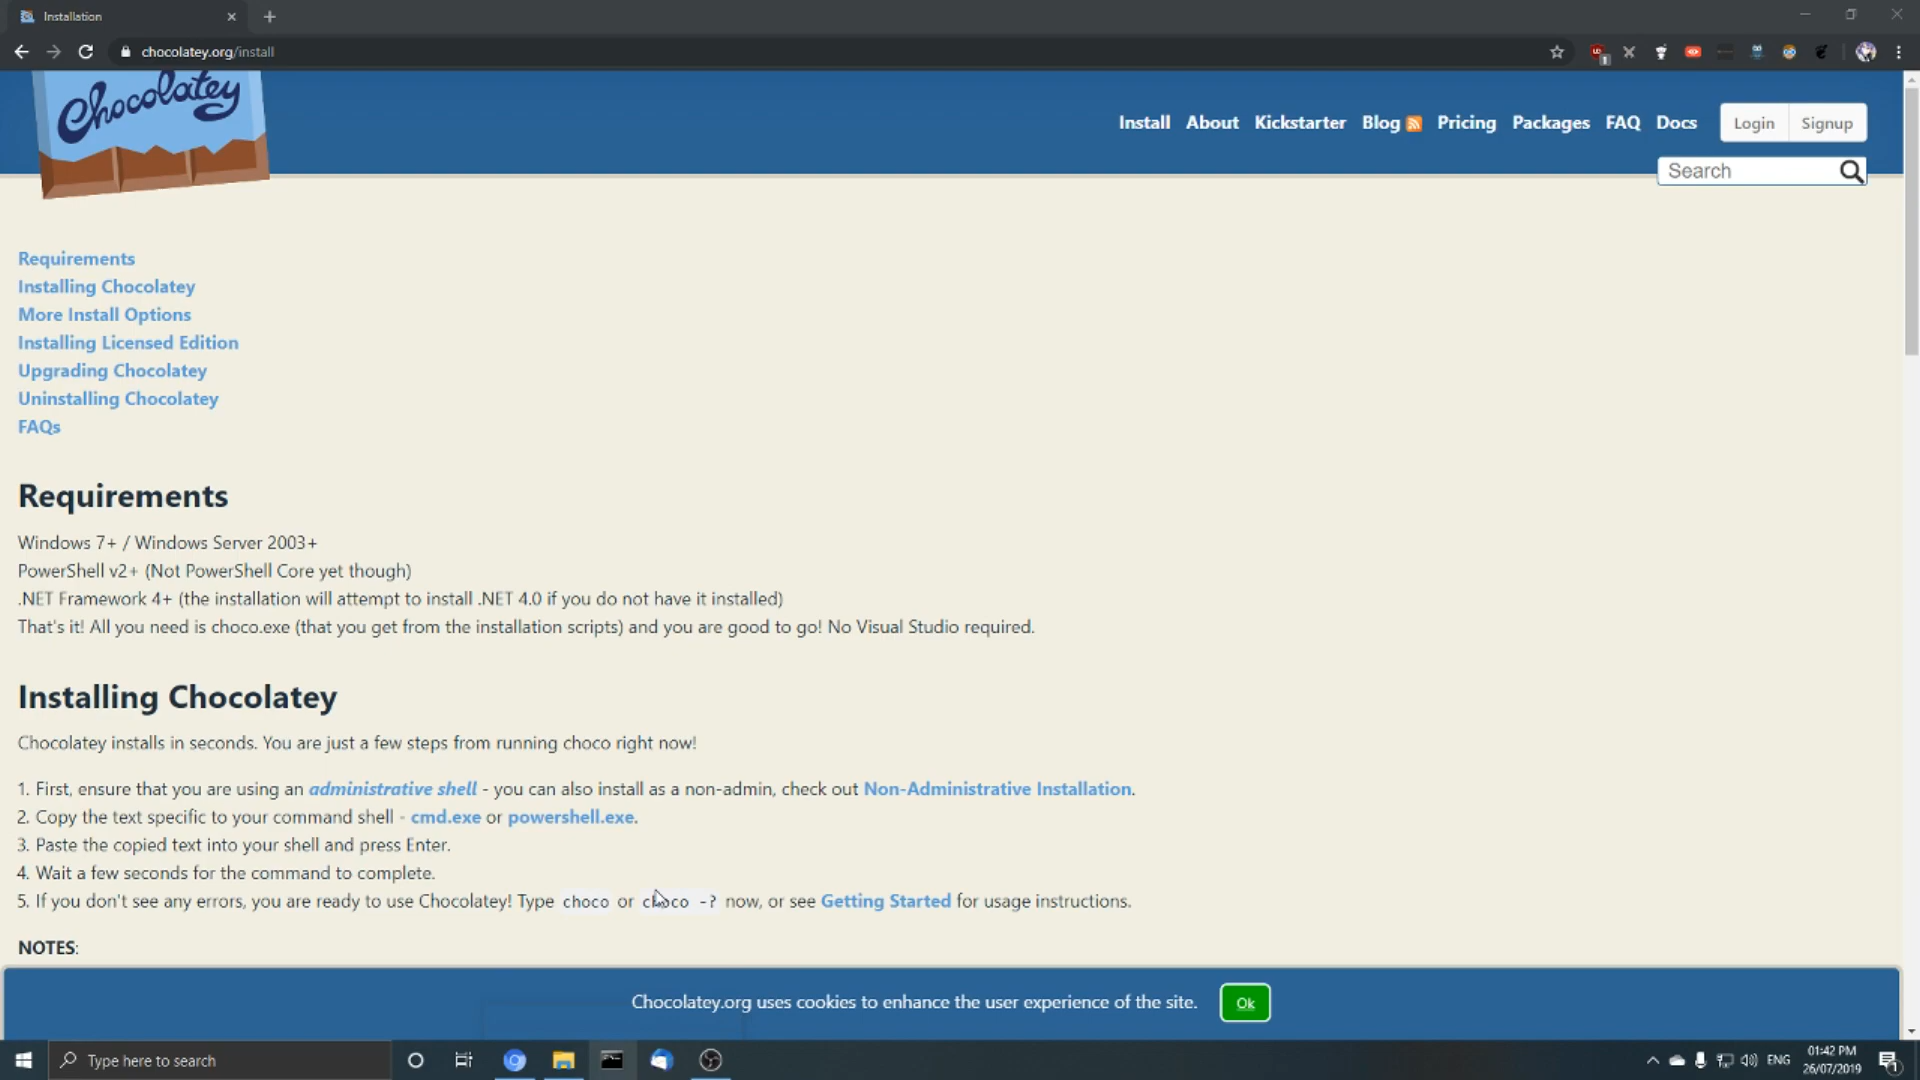 Installation
chocolatey.org/install
Chocolatey
Install About Kickstarter Blog Pricing Packages FAQ Docs Login Signup
Search
Requirements
Installing Chocolatey
More Install Options
Installing Licensed Edition
Upgrading Chocolatey
Uninstalling Chocolatey
FAQs
Requirements
Windows 7+ / Windows Server 2003+
PowerShell v2+ (Not PowerShell Core yet though)
.NET Framework 4+ (the installation will attempt to install .NET 4.0 if you do not have it installed)
That's it! All you need is choco.exe (that you get from the installation scripts) and you are good to go! No Visual Studio required.
Installing Chocolatey
Chocolatey installs in seconds. You are just a few steps from running choco right now!
1. First, ensure that you are using an administrative shell - you can also install as a non-admin, check out Non-Administrative Installation.
2. Copy the text specific to your command shell - cmd.exe or powershell.exe.
3. Paste the copied text into your shell and press Enter.
4. Wait a few seconds for the command to complete.
5. If you don't see any errors, you are ready to use Chocolatey! Type choco or choco -? now, or see Getting Started for usage instructions.
NOTES:
Chocolatey.org uses cookies to enhance the user experience of the site. Ok
Type here to search
ENG
01:42 PM
26/07/2019